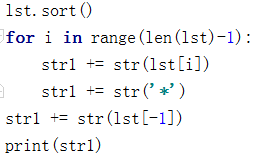 lst.sort()
for i in range(len(lst)-1):
    str1 += str(lst[i])
    str1 += str('*')
str1 += str(lst[-1])
print(str1)